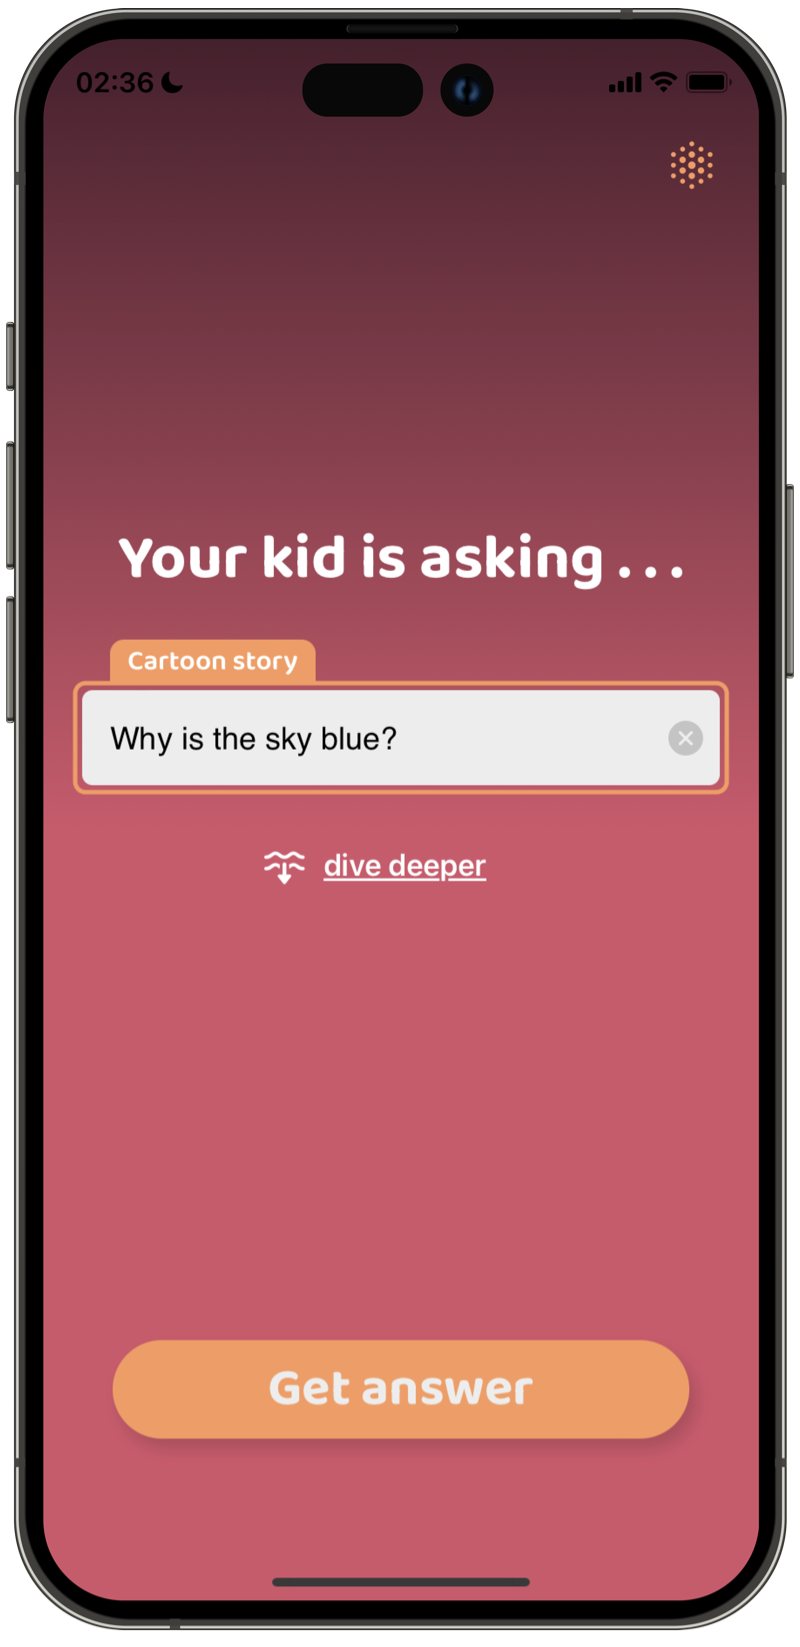 02:36
Your kid is asking . . .
Cartoon story
Why is the sky blue?
dive deeper
Get answer